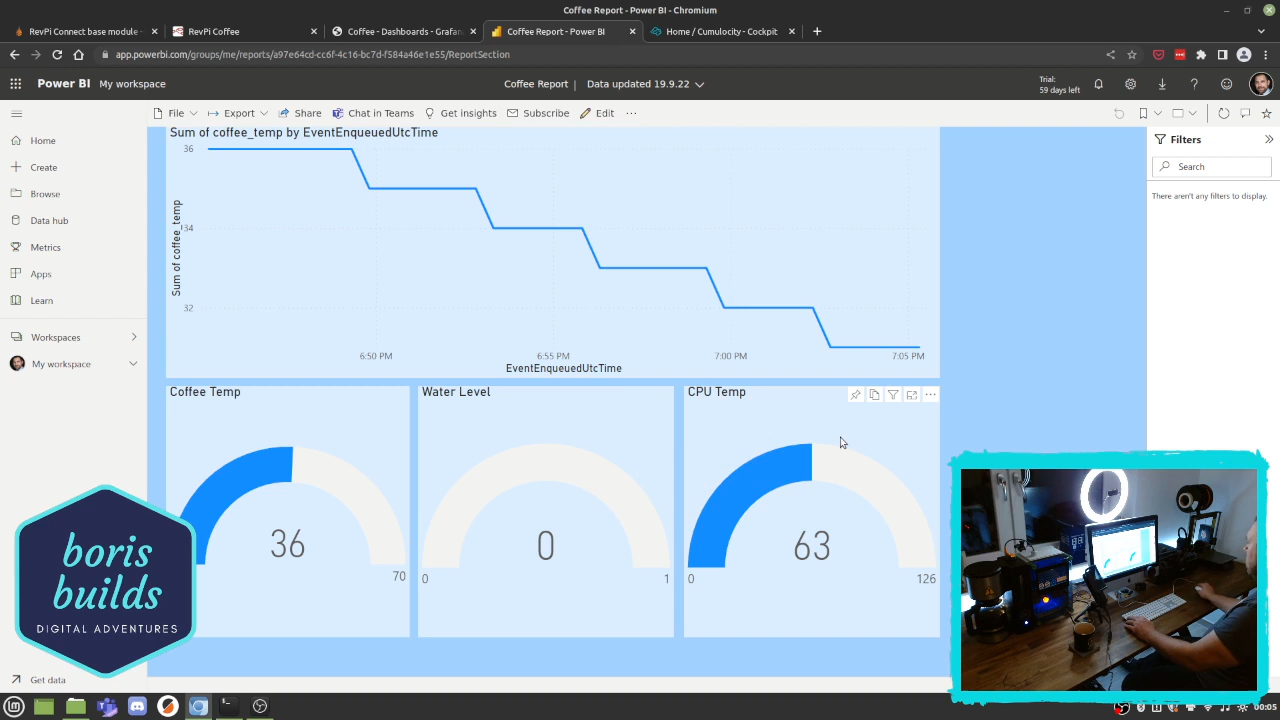 Coffee Report - Power BI - Chromium
RevPi Connect base module -
RevPi Coffee
Coffee - Dashboards - Grafan
Coffee Report - Power BI
Home / Cumulocity - Cockpit
app.powerbi.com/groups/me/reports/a97e64cd-cc6f-4c16-bc7d-f584a46e1e55/ReportSection
Power BI My workspace
Coffee Report | Data updated 19.9.22
Trial:
59 days left
File Export Share Chat in Teams Get insights Subscribe Edit
Home
Create
Browse
Data hub
Metrics
Apps
Learn
Workspaces
My workspace
Get data
Sum of coffee_temp by EventEnqueuedUtcTime
Sum of coffee_temp
36
34
32
6:50 PM 6:55 PM 7:00 PM 7:05 PM
EventEnqueuedUtcTime
Coffee Temp
36
70
Water Level
0
0 1
CPU Temp
63
0 126
Filters
Search
There aren't any filters to display.
boris
builds
DIGITAL ADVENTURES
00:05